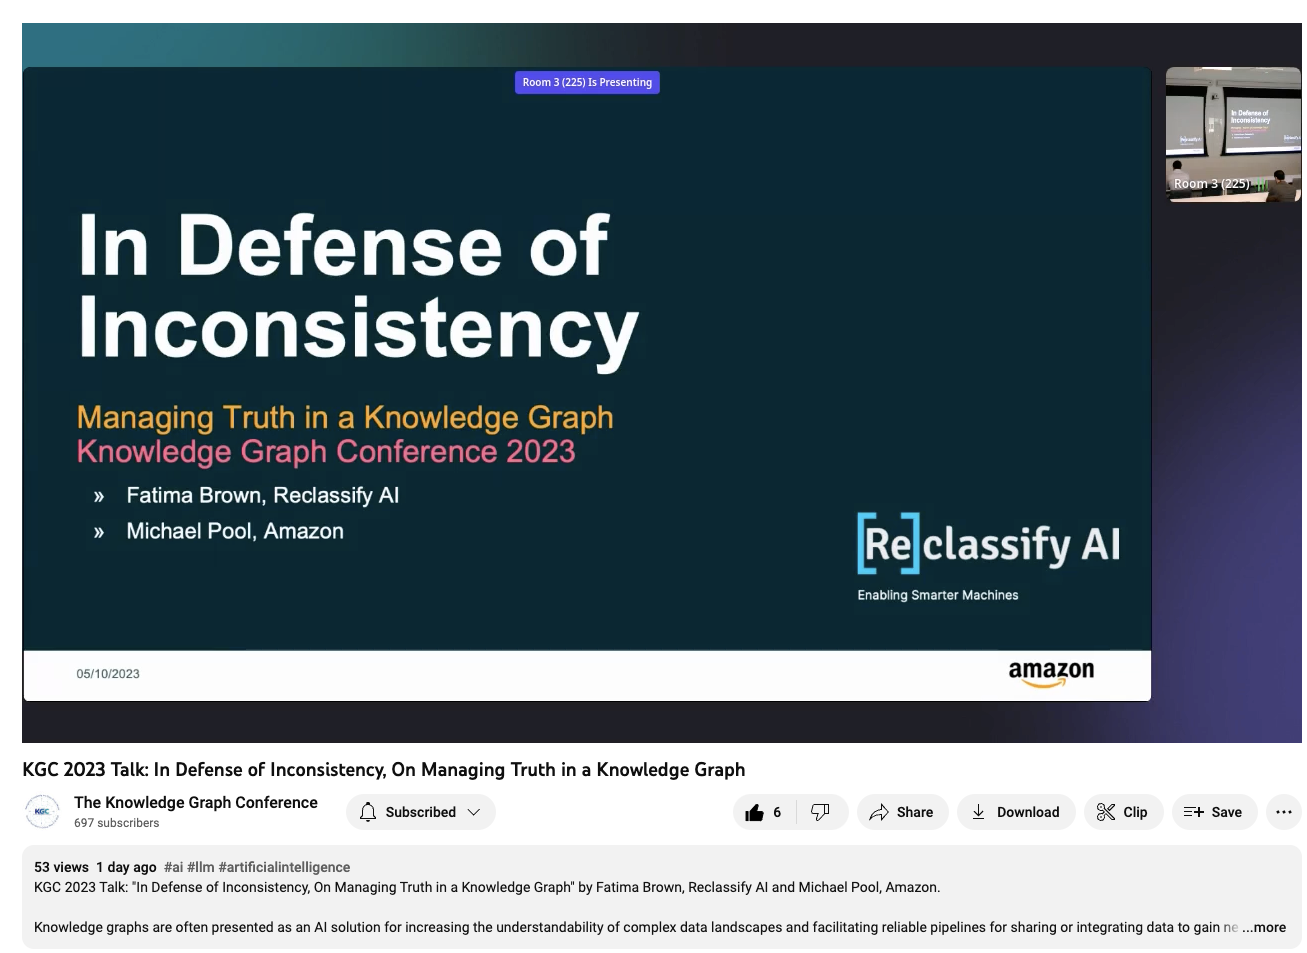 Room 3 (225) Is Presenting
In Defense of
Inconsistency
Managing Truth in a Knowledge Graph
Knowledge Graph Conference 2023
» Fatima Brown, Reclassify AI
» Michael Pool, Amazon
[Re]classify AI
Enabling Smarter Machines
05/10/2023
amazon
In Defense of
Inconsistency
Room 3 (225)
KGC 2023 Talk: In Defense of Inconsistency, On Managing Truth in a Knowledge Graph
KGC
The Knowledge Graph Conference
697 subscribers
Subscribed
6
Share
Download
Clip
Save
53 views 1 day ago #ai #llm #artificialintelligence
KGC 2023 Talk: "In Defense of Inconsistency, On Managing Truth in a Knowledge Graph" by Fatima Brown, Reclassify AI and Michael Pool, Amazon.
Knowledge graphs are often presented as an AI solution for increasing the understandability of complex data landscapes and facilitating reliable pipelines for sharing or integrating data to gain ne ...more